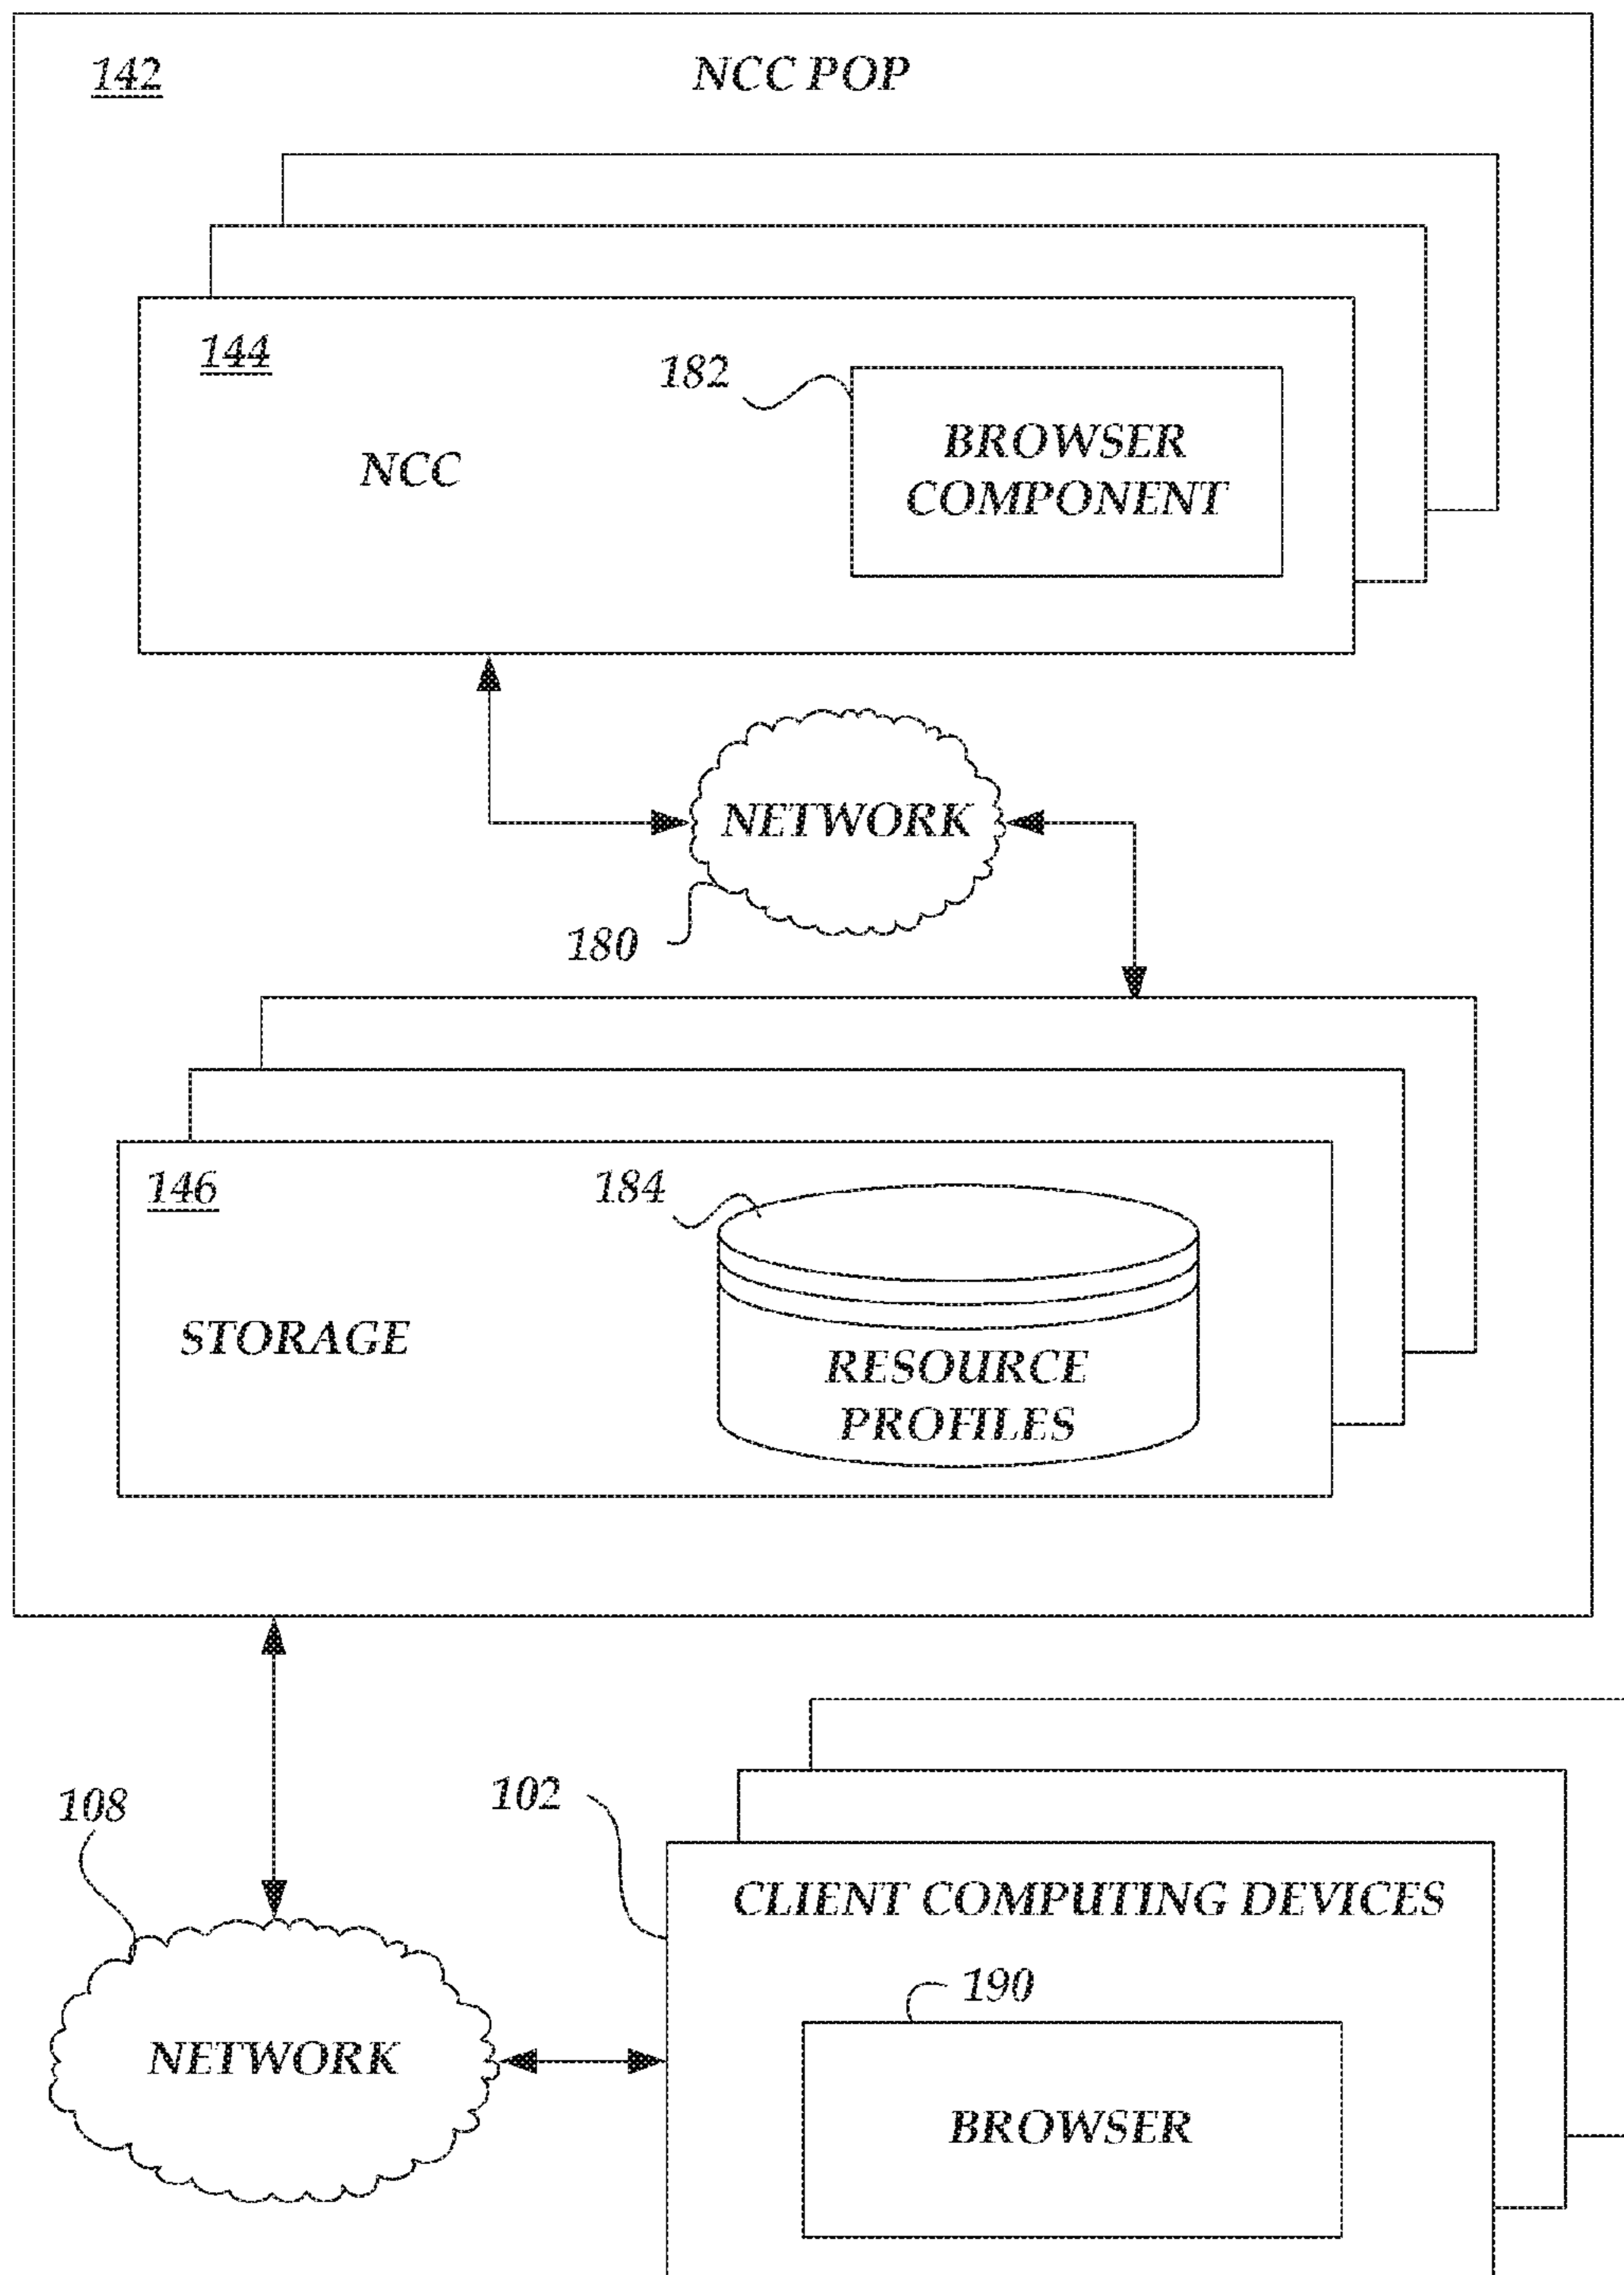 142
NCC POP
144
182
NCC
BROWSER
COMPONENT
NETWORK
180
146
184
STORAGE
RESOURCE
PROFILES
108
102
CLIENT COMPUTING DEVICES
190
NETWORK
BROWSER